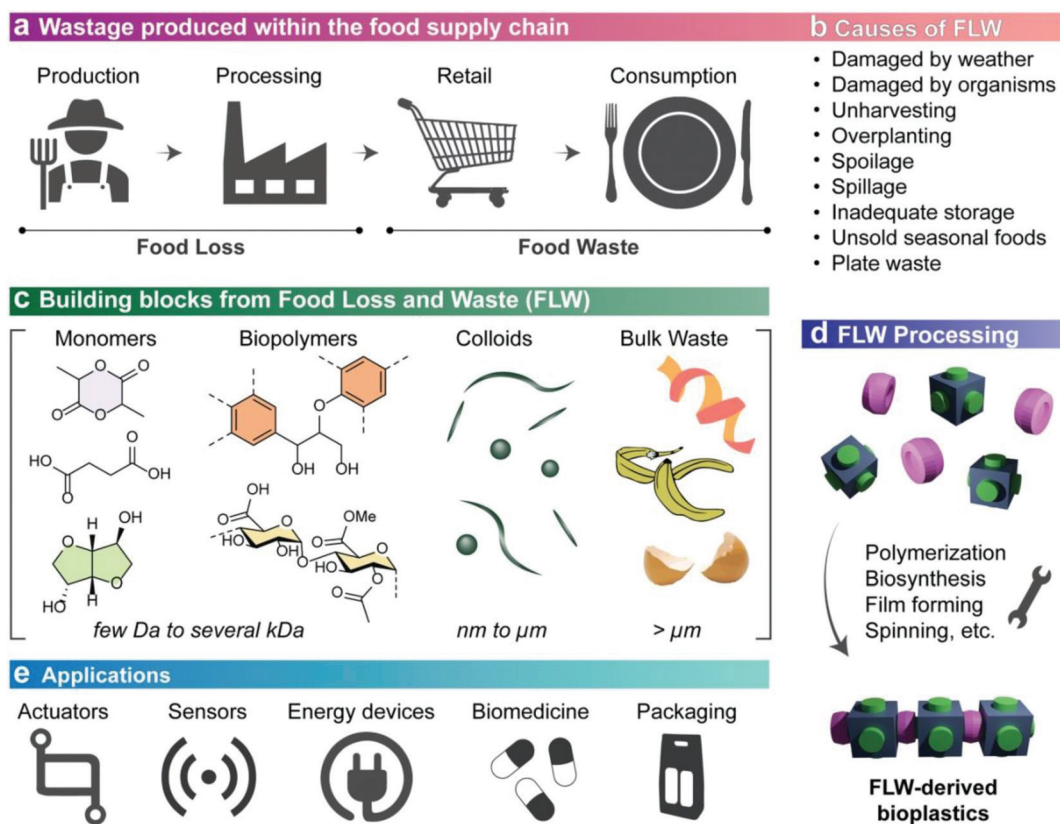 a Wastage produced within the food supply chain
Production
Processing
Retail
Consumption
Food Loss
Food Waste
b Causes of FLW
• Damaged by weather
• Damaged by organisms
• Unharvesting
• Overplanting
• Spoilage
• Spillage
• Inadequate storage
• Unsold seasonal foods
• Plate waste
c Building blocks from Food Loss and Waste (FLW)
Monomers
Biopolymers
Colloids
Bulk Waste
O
O
O
O
HO
O
O
OH
OH
H
O
O
H
HO
O
OH
HO
O
OH
HO
OH
O
O
O
OMe
HO
O
O
O
few Da to several kDa
nm to µm
> µm
d FLW Processing
Polymerization
Biosynthesis
Film forming
Spinning, etc.
FLW-derived
bioplastics
e Applications
Actuators
Sensors
Energy devices
Biomedicine
Packaging